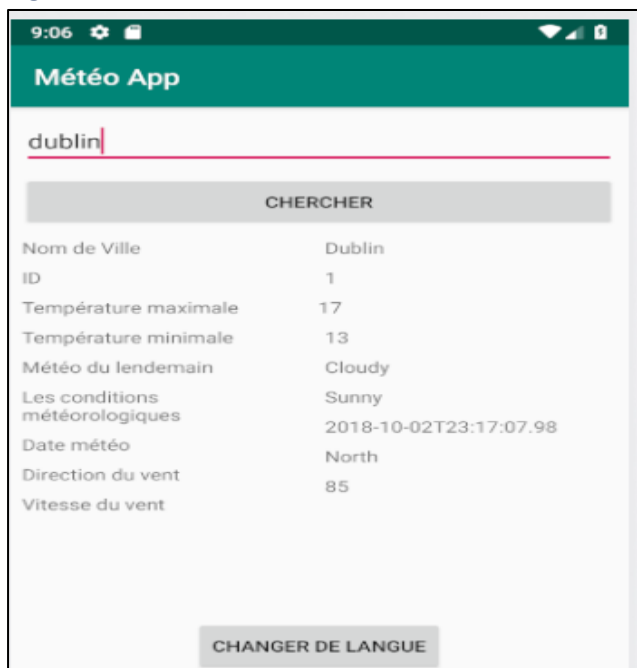 9:06
Météo App
dublin
CHERCHER
Nom de Ville Dublin
ID 1
Température maximale 17
Température minimale 13
Météo du lendemain Cloudy
Les conditions Sunny
météorologiques
2018-10-02T23:17:07.98
Date météo
North
Direction du vent
85
Vitesse du vent
CHANGER DE LANGUE